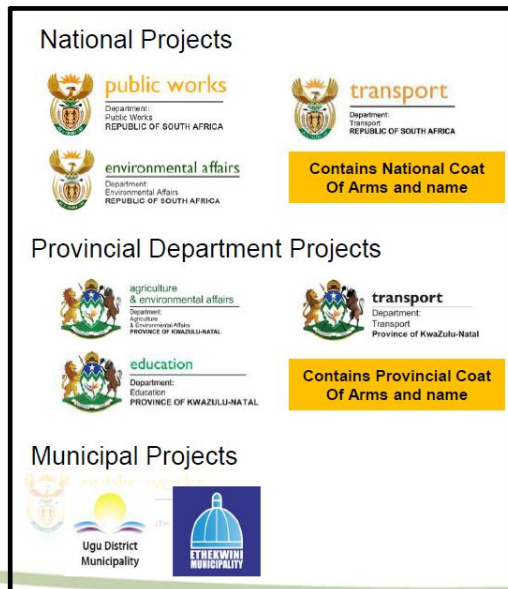 National Projects
public works
Department:
Public Works
REPUBLIC OF SOUTH AFRICA
transport
Department:
Transport
REPUBLIC OF SOUTH AFRICA
environmental affairs
Department:
Environmental Affairs
REPUBLIC OF SOUTH AFRICA
Contains National Coat
Of Arms and name
Provincial Department Projects
agriculture
& environmental affairs
Department:
Agriculture
& Environmental Affairs
PROVINCE OF KWAZULU-NATAL
transport
Department:
Transport
Province of KwaZulu-Natal
education
Department:
Education
PROVINCE OF KWAZULU-NATAL
Contains Provincial Coat
Of Arms and name
Municipal Projects
public works
Ugu District
Municipality
ETHEKWINI
MUNICIPALITY